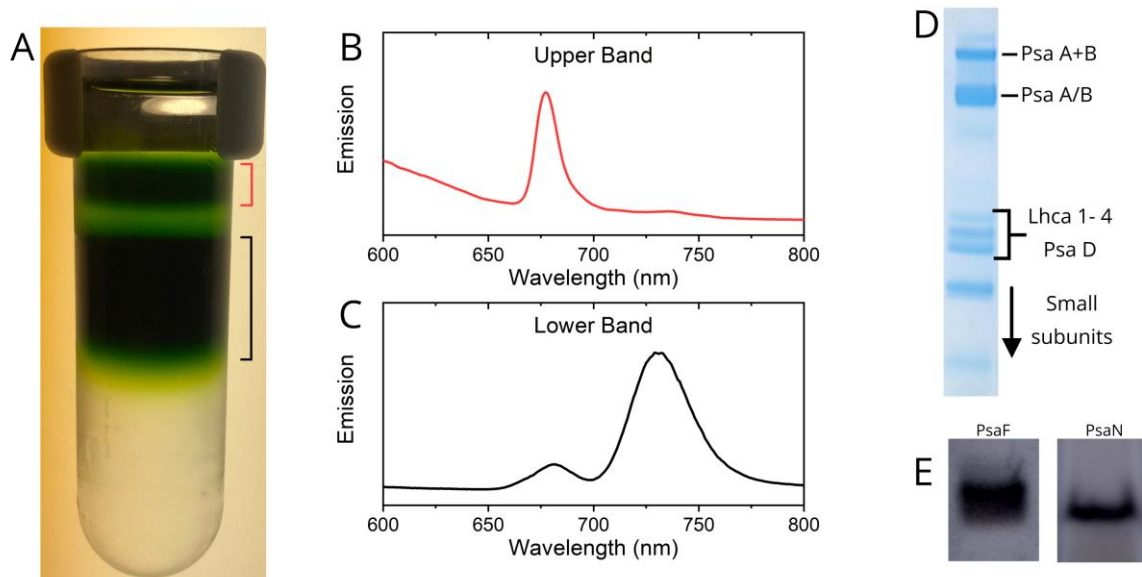 A
B
Upper Band
Emission
600 650 700 750 800
Wavelength (nm)
C
Lower Band
Emission
600 650 700 750 800
Wavelength (nm)
D
Psa A+B
Psa A/B
Lhca 1- 4
Psa D
Small
subunits
E
PsaF PsaN